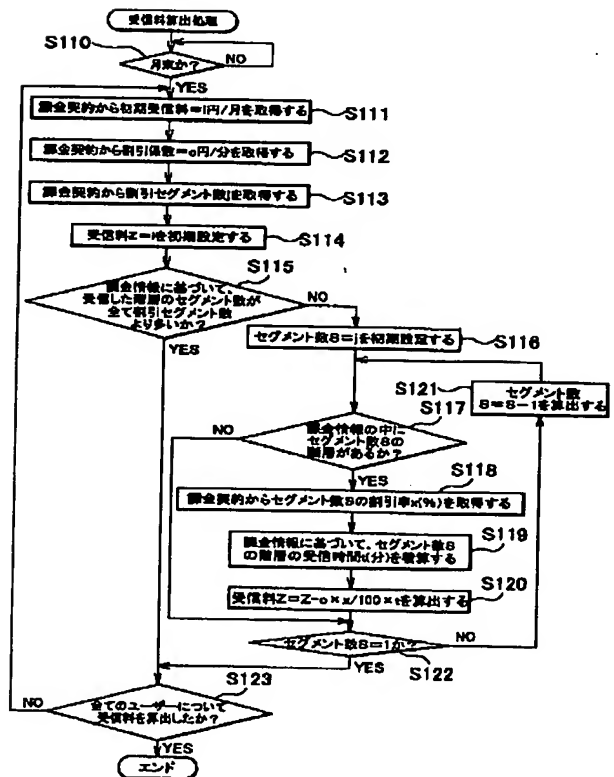 受信料算出処理
S110
月末か？
NO
YES
課金契約から初期受信料=i円/月を取得する
S111
課金契約から割引係数=o円/分を取得する
S112
課金契約から割引セグメント数jを取得する
S113
受信料Z=iを初期設定する
S114
S115
課金情報に基づいて、
受信した階層のセグメント数が
全て割引セグメント数
より多いか？
NO
YES
セグメント数S=jを初期設定する
S116
S121
セグメント数
S=S-1を算出する
S117
NO
課金情報の中に
セグメント数Sの
階層があるか？
YES
S118
課金契約からセグメント数Sの割引率x(%)を取得する
課金情報に基づいて、セグメント数S
の階層の受信時間t(分)を積算する
S119
S120
受信料Z=Z-o×x/100×tを算出する
セグメント数S=1か？
NO
YES
S122
S123
NO
全てのユーザーについて
受信料を算出したか？
YES
エンド